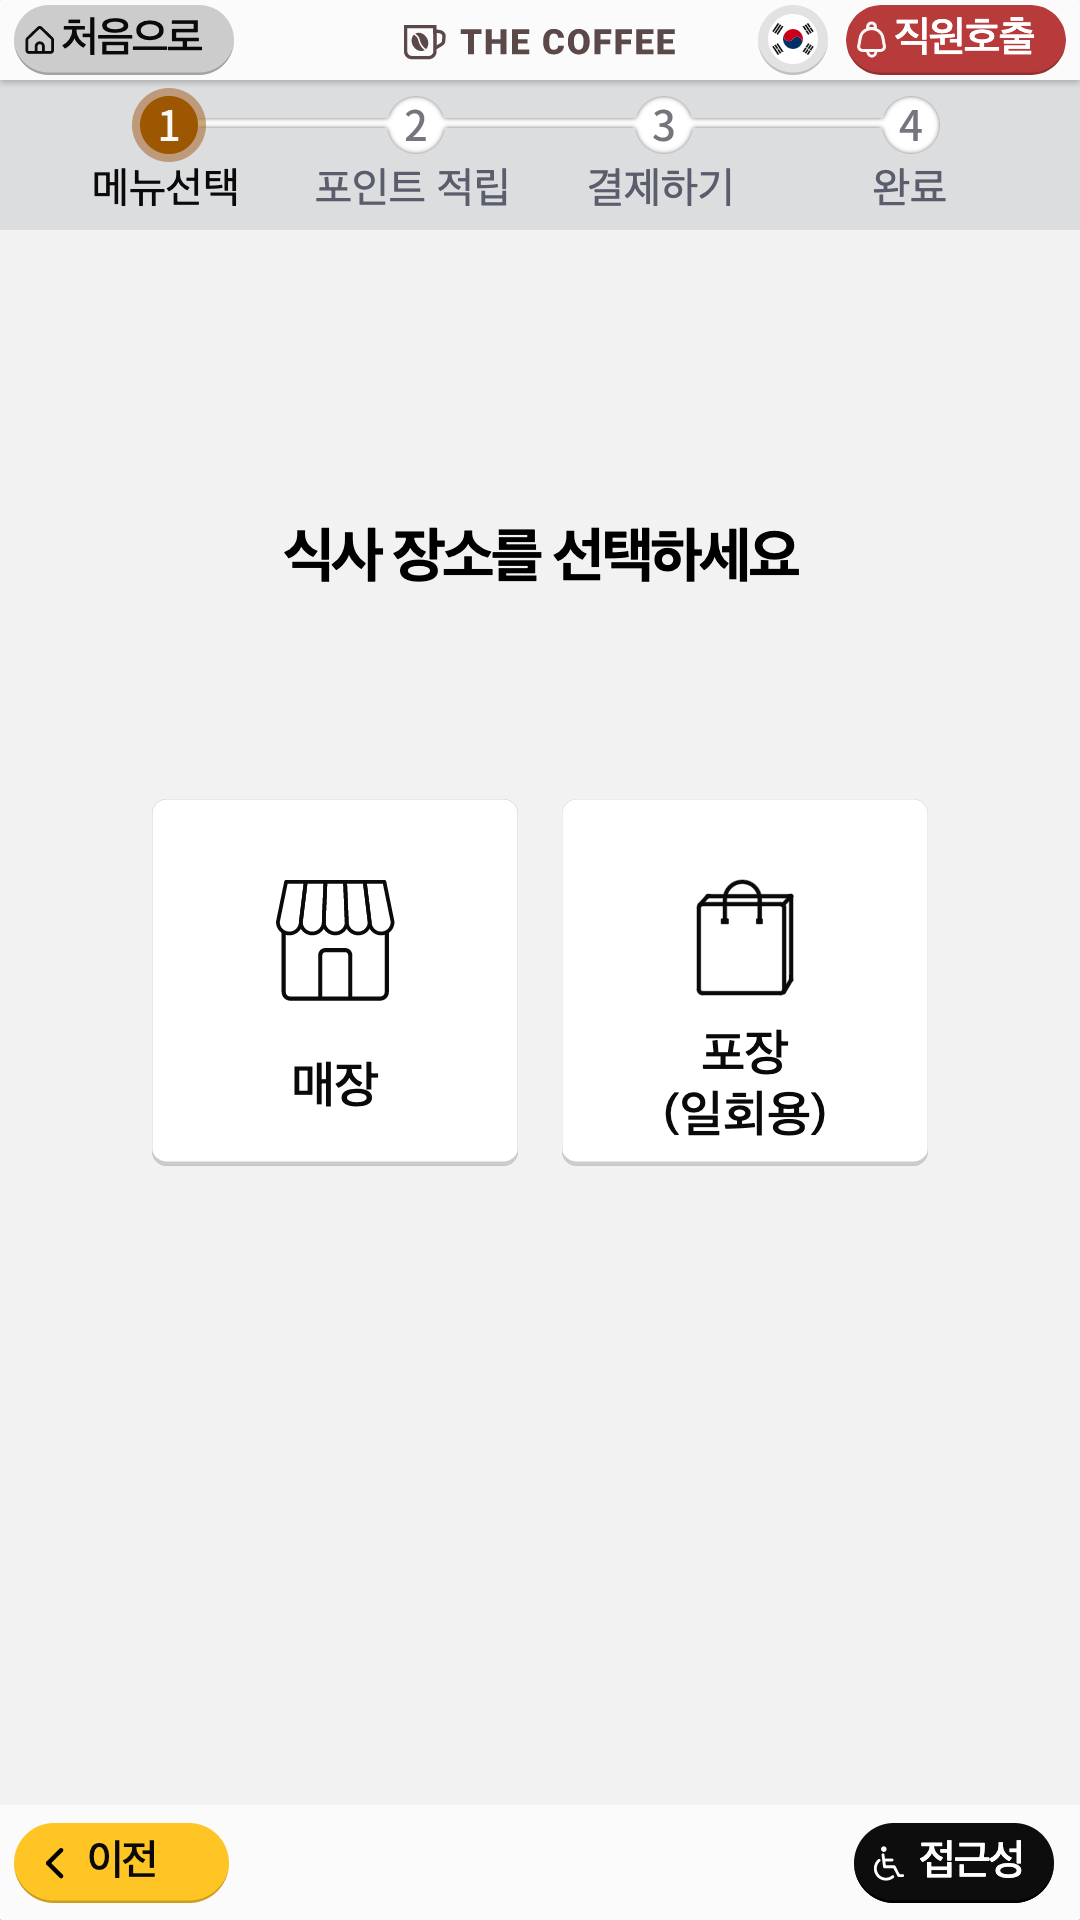 처음으로
THE COFFEE
직원호출
1
2
3
4
메뉴선택
포인트 적립
결제하기
완료
식사 장소를 선택하세요
매장
포장
(일회용)
이전
접근성